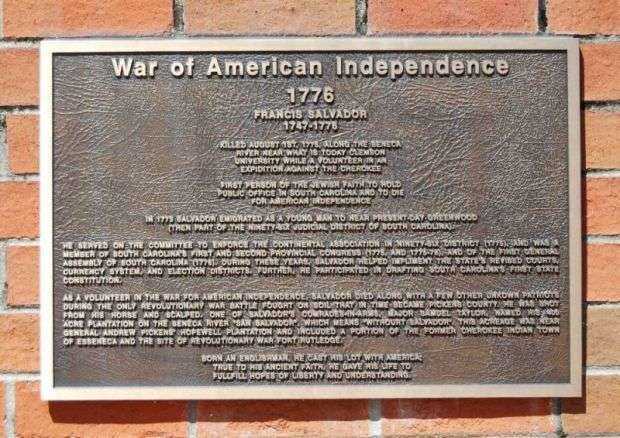 War of American Independence
1776
FRANCIS SALVADOR
1747-1776
KILLED AUGUST 1ST, 1776, ALONG THE SENECA
RIVER NEAR WHAT IS TODAY CLEMSON
UNIVERSITY WHILE A VOLUNTEER IN AN
EXPIDITION AGAINST THE CHEROKEE
FIRST PERSON OF THE JEWISH FAITH TO HOLD
PUBLIC OFFICE IN SOUTH CAROLINA AND TO DIE
FOR AMERICAN INDEPENDENCE
IN 1773 SALVADOR EMIGRATED AS A YOUNG MAN TO NEAR PRESENT-DAY GREENWOOD
(THEN PART OF THE NINETY-SIX JUDICIAL DISTRICT OF SOUTH CAROLINA).
HE SERVED ON THE COMMITTEE TO ENFORCE THE CONTINENTAL ASSOCIATION IN NINETY-SIX DISTRICT (1775), AND WAS A
MEMBER OF SOUTH CAROLINA'S FIRST AND SECOND PROVINCIAL CONGRESS (1775, AND 1775-76), AND OF THE FIRST GENERAL
ASSEMBLY OF SOUTH CAROLINA (1776). DURING THESE YEARS, SALVADOR HELPED IMPLIMENT THE STATE'S REVISED COURTS,
CURRENCY SYSTEM, AND ELECTION DISTRICTS. FURTHER, HE PARTICIPATED IN DRAFTING SOUTH CAROLINA'S FIRST STATE
CONSTITUTION.
AS A VOLUNTEER IN THE WAR FOR AMERICAN INDEPENDENCE, SALVADOR DIED ALONG WITH A FEW OTHER UNKOWN PATRIOTS
DURING THE ONLY REVOLUTIONARY WAR BATTLE FOUGHT ON SOIL THAT IN TIME BECAME PICKENS COUNTY. HE WAS SHOT
FROM HIS HORSE AND SCALPED. ONE OF SALVADOR'S COMRADES-IN-ARMS, MAJOR SAMUEL TAYLOR, NAMED HIS 400
ACRE PLANTATION ON THE SENECA RIVER "SAN SALVADOR", WHICH MEANS "WITHOURT SALVADOR." THIS ACREAGE WAS NEAR
GENERAL ANDREW PICKENS' HOPEWELL PLANTATION AND INCLUDED A PORTION OF THE FORMER CHEROKEE INDIAN TOWN
OF ESSENECA AND THE SITE OF REVOLUTIONARY WAR FORT RUTLEDGE.
BORN AN ENGLISHMAN, HE CAST HIS LOT WITH AMERICA;
TRUE TO HIS ANCIENT FAITH, HE GAVE HIS LIFE TO
FULLFILL HOPES OF LIBERTY AND UNDERSTANDING.